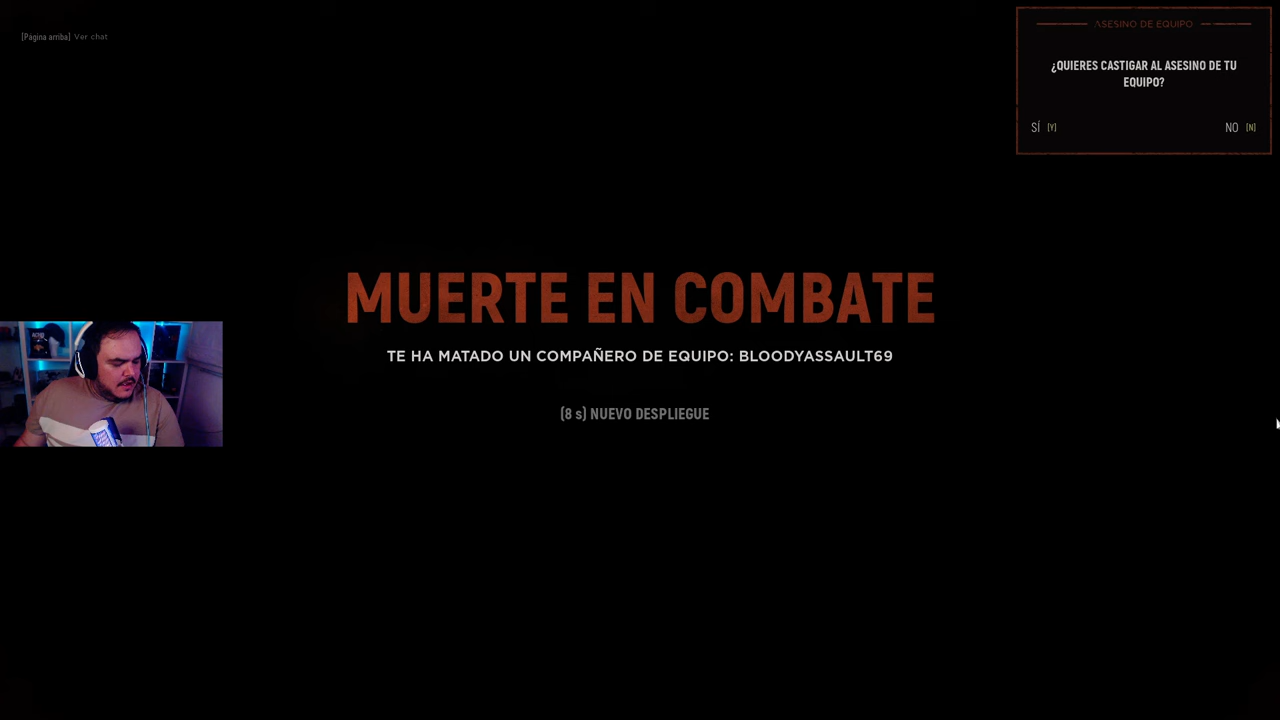 [Página arriba] Ver chat
ASESINO DE EQUIPO
¿QUIERES CASTIGAR AL ASESINO DE TU
EQUIPO?
SÍ [Y]
NO [N]
MUERTE EN COMBATE
TE HA MATADO UN COMPAÑERO DE EQUIPO: BLOODYASSAULT69
(8 s) NUEVO DESPLIEGUE